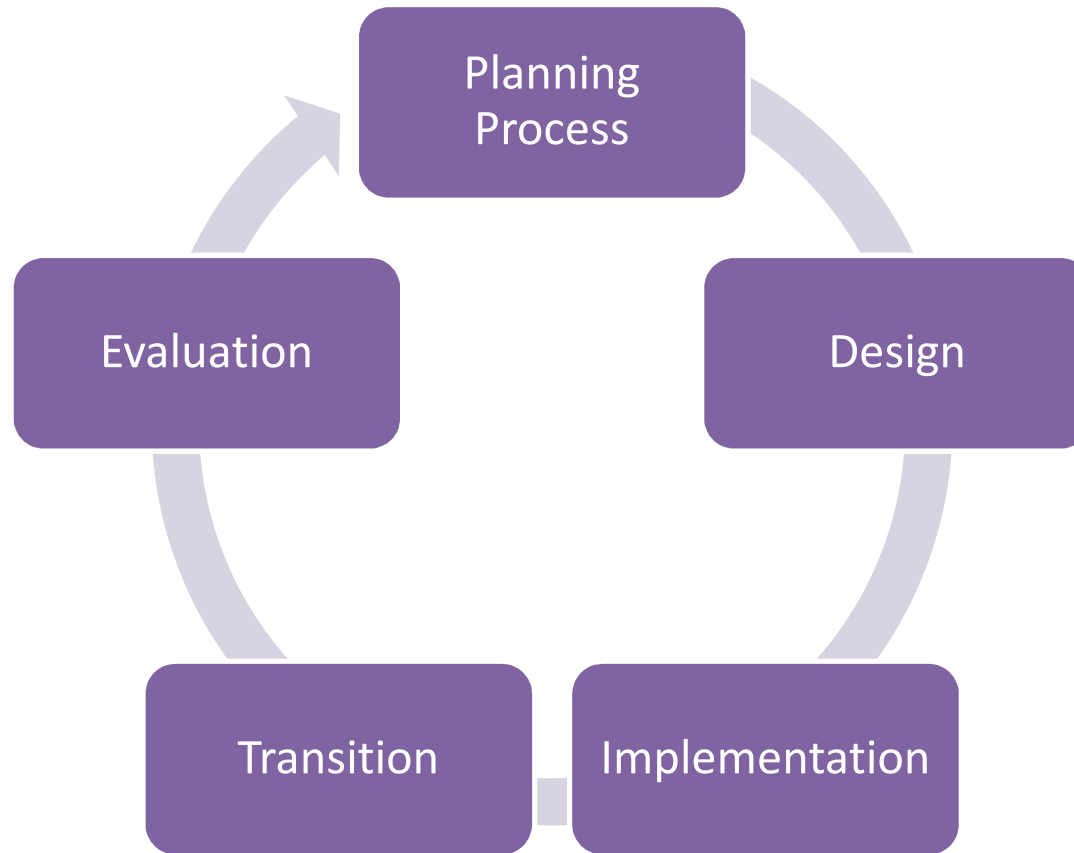 Planning
Process
Design
Implementation
Transition
Evaluation